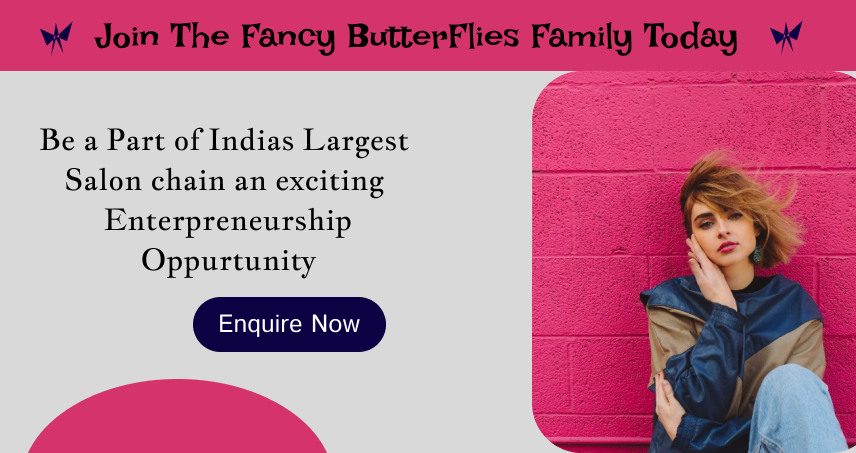 Join The Fancy ButterFlies Family Today
Be a Part of Indias Largest
Salon chain an exciting
Enterpreneurship
Oppurtunity
Enquire Now